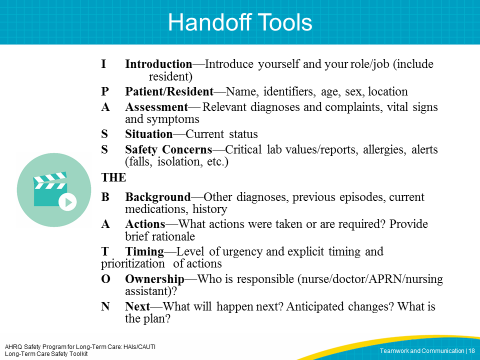 Handoff Tools
I Introduction—Introduce yourself and your role/job (include
resident)
P Patient/Resident—Name, identifiers, age, sex, location
A Assessment—Relevant diagnoses and complaints, vital signs
and symptoms
S Situation—Current status
S Safety Concerns—Critical lab values/reports, allergies, alerts
(falls, isolation, etc.)
THE
B Background—Other diagnoses, previous episodes, current
medications, history
A Actions—What actions were taken or are required? Provide
brief rationale
T Timing—Level of urgency and explicit timing and
prioritization of actions
O Ownership—Who is responsible (nurse/doctor/APRN/nursing
assistant)?
N Next—What will happen next? Anticipated changes? What is
the plan?
AHRQ Safety Program for Long-Term Care: HAIs/CAUTI
Long-Term Care Safety Toolkit
Teamwork and Communication | 18